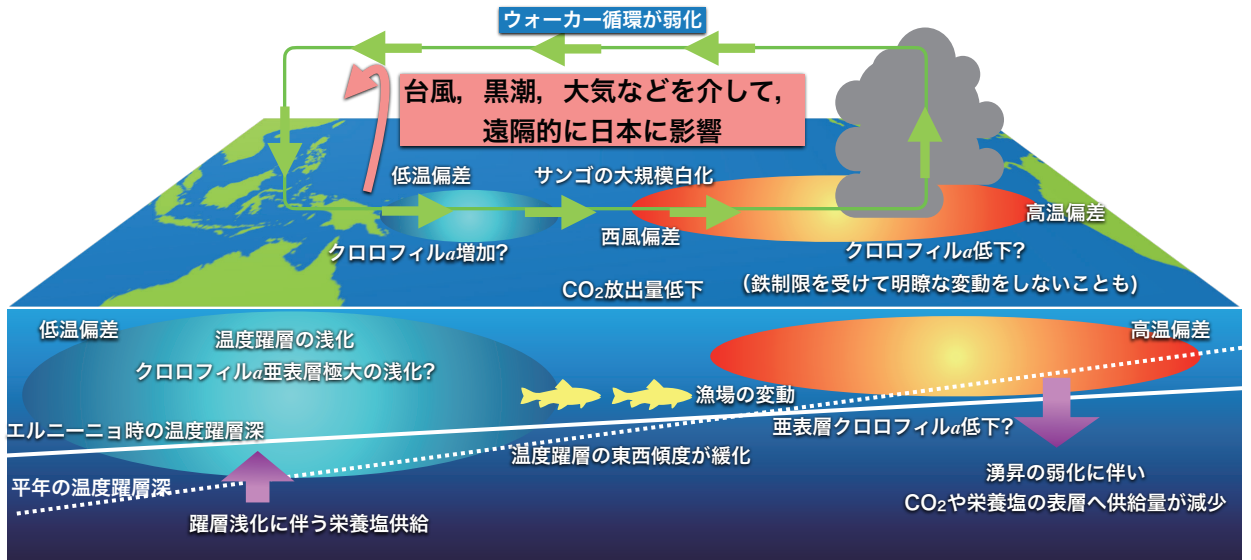 ウォーカー循環が弱化
台風，黒潮，大気などを介して，
遠隔的に日本に影響
低温偏差
サンゴの大規模白化
高温偏差
西風偏差
クロロフィルa増加?
クロロフィルa低下?
CO2放出量低下
（鉄制限を受けて明瞭な変動をしないことも)
低温偏差
高温偏差
温度躍層の浅化
クロロフィルa亜表層極大の浅化?
漁場の変動
エルニーニョ時の温度躍層深
亜表層クロロフィルa低下?
温度躍層の東西傾度が緩化
平年の温度躍層深
湧昇の弱化に伴い
CO2や栄養塩の表層へ供給量が減少
躍層浅化に伴う栄養塩供給